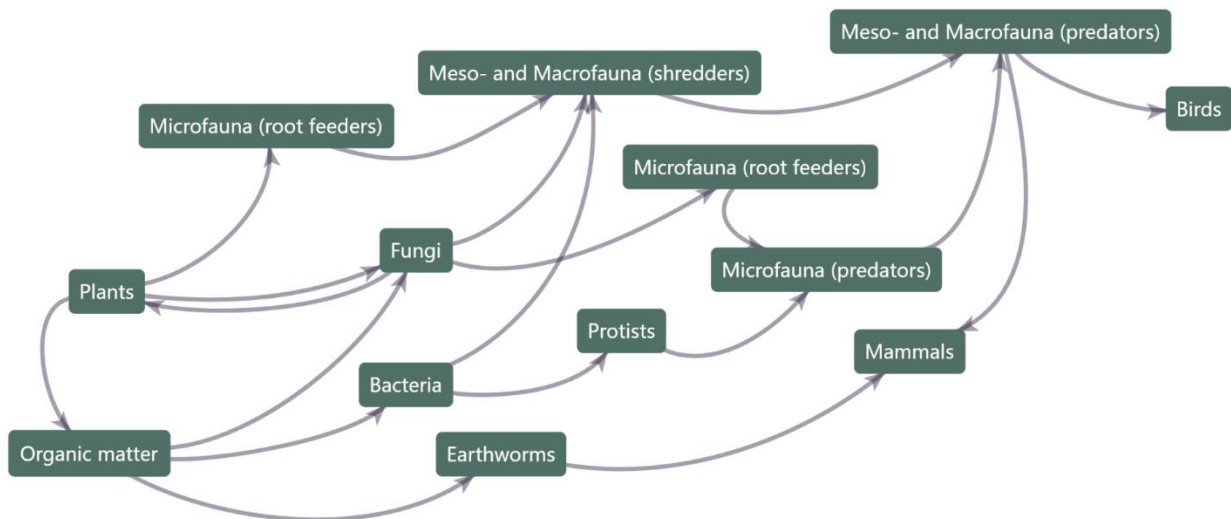 Meso- and Macrofauna (predators)
Meso- and Macrofauna (shredders)
Birds
Microfauna (root feeders)
Microfauna (root feeders)
Fungi
Microfauna (predators)
Plants
Protists
Mammals
Bacteria
Organic matter
Earthworms